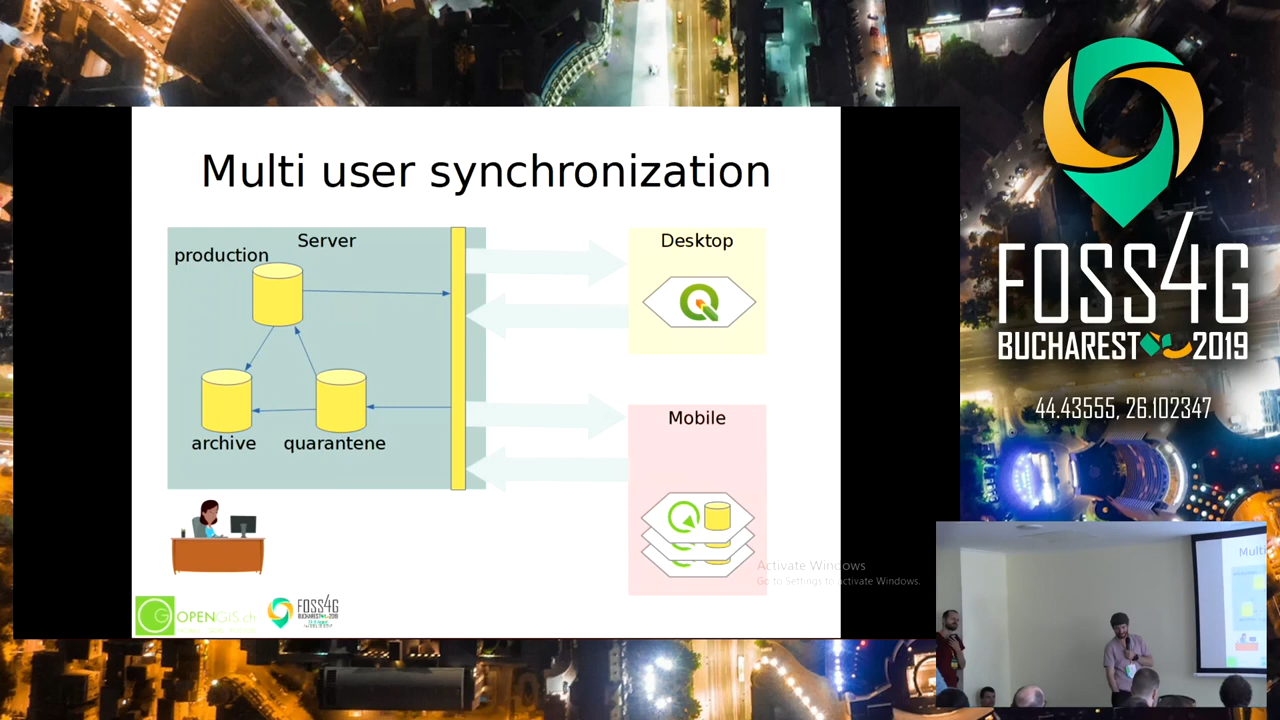 Multi user synchronization
Server
production
archive
quarantene
Desktop
Mobile
Activate Windows
Go to Settings to activate Windows.
OPENGIS.ch
FOSS4G
BUCHAREST 2019
FOSS4G
BUCHAREST 2019
44.43555, 26.102347
Multi